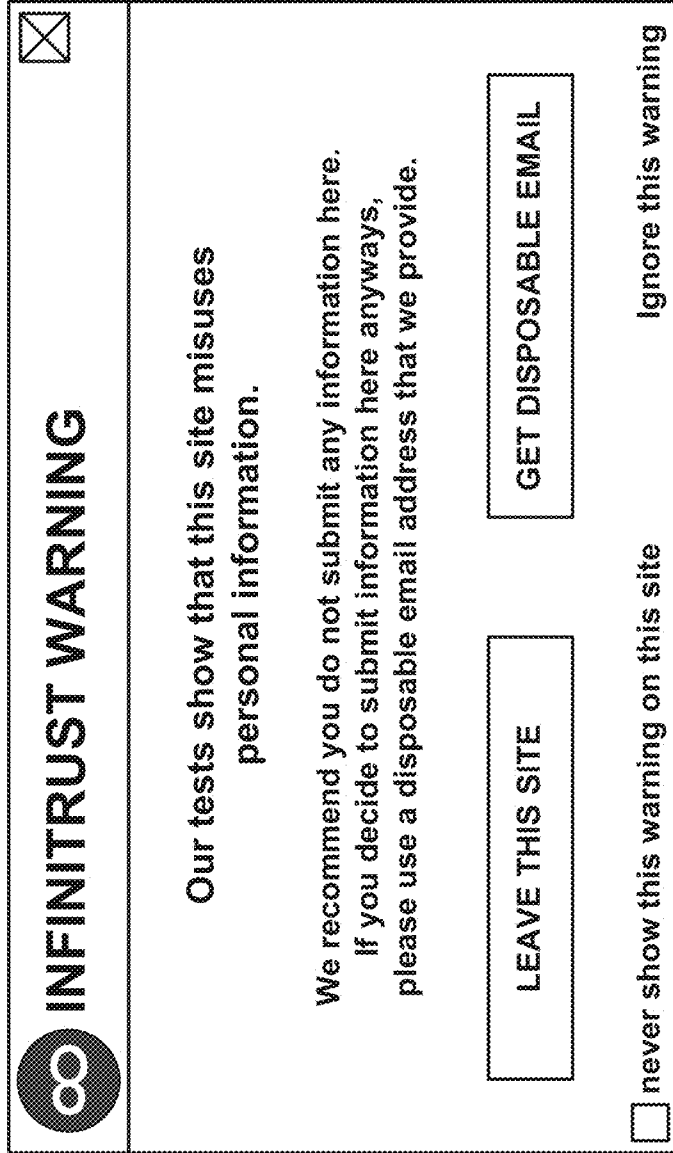 INFINITRUST WARNING
Our tests show that this site misuses
personal information.
We recommend you do not submit any information here.
If you decide to submit information here anyways,
please use a disposable email address that we provide.
LEAVE THIS SITE
GET DISPOSABLE EMAIL
never show this warning on this site
Ignore this warning